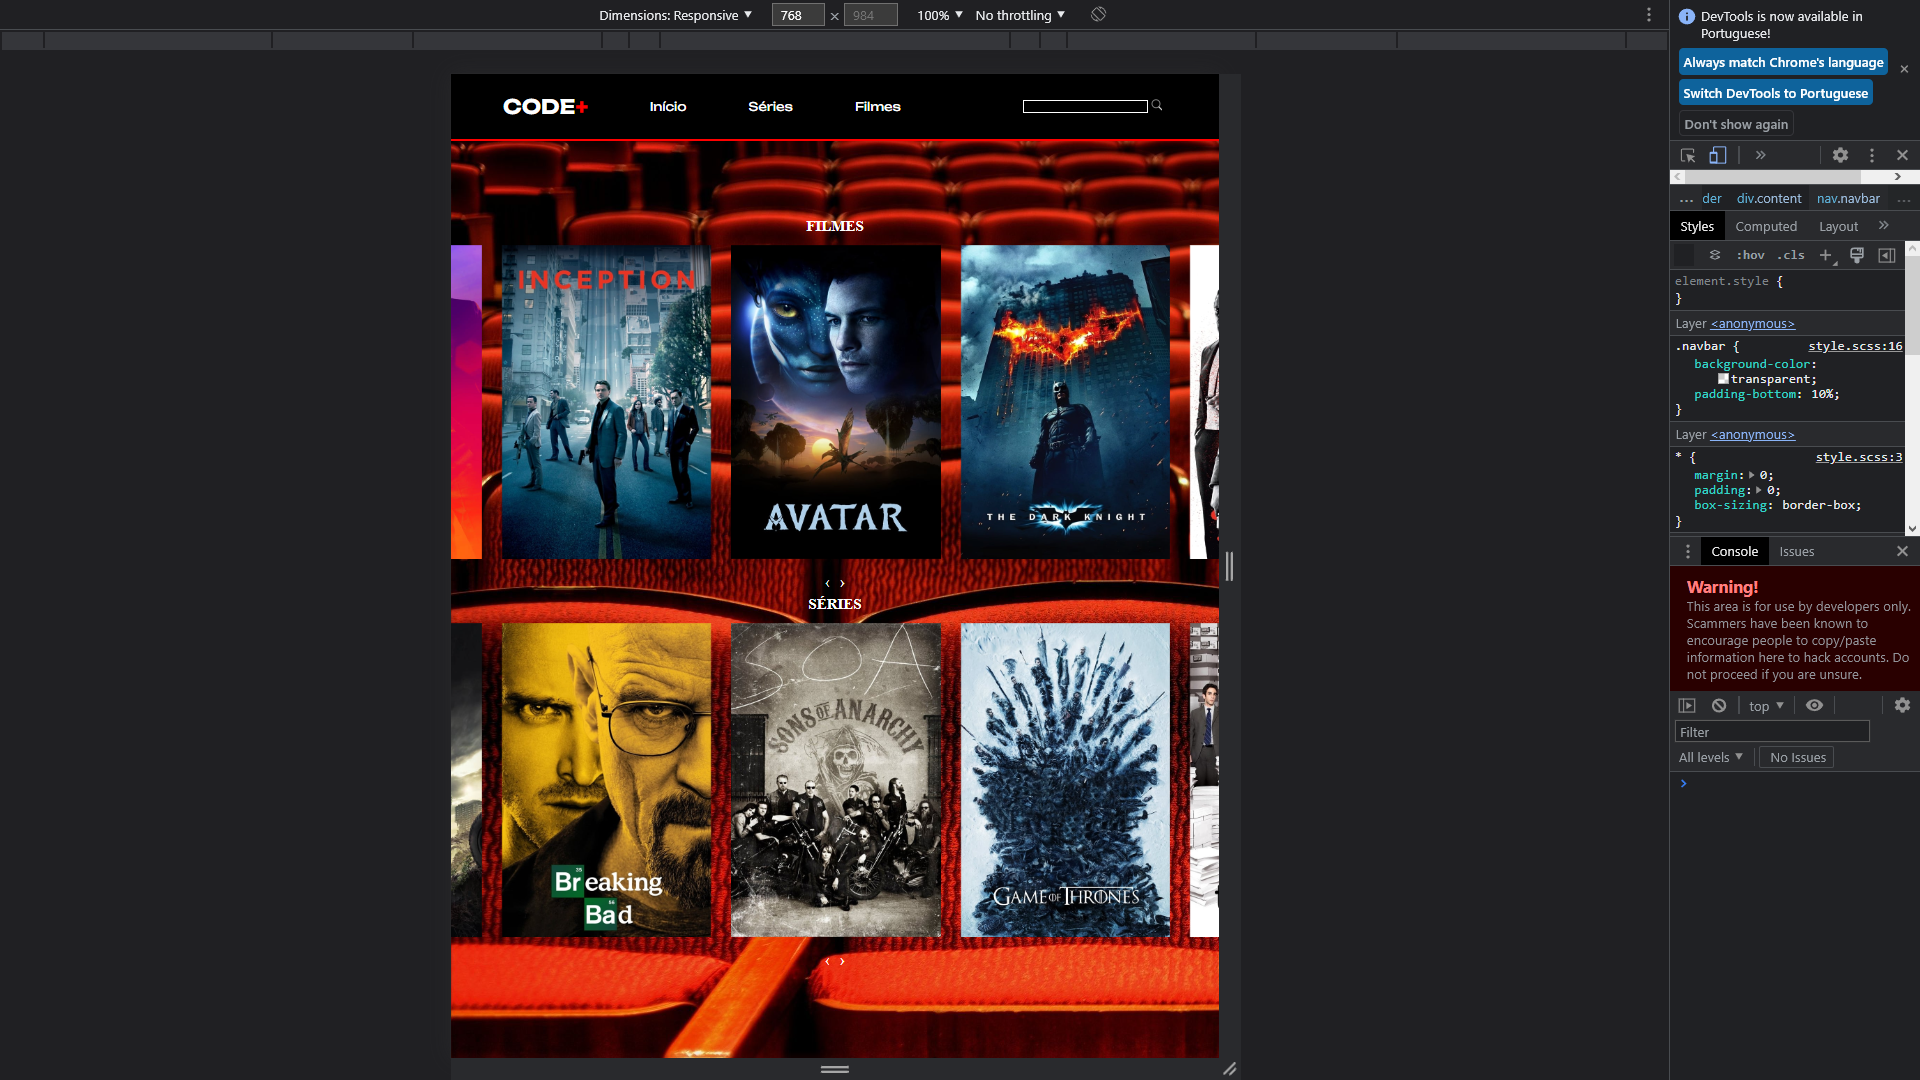 Dimensions: Responsive ▼ 768 × 984 100% ▼ No throttling ▼
DevTools is now available in
Portuguese!
Always match Chrome's language
Switch DevTools to Portuguese
Don't show again
CODE+ Início Séries Filmes
FILMES
INCEPTION
AVATAR
THE DARK KNIGHT
‹ ›
SÉRIES
35
Breaking
56
Bad
SOA
SONS OF ANARCHY
GAME OF THRONES
‹ ›
… der div.content nav.navbar …
Styles Computed Layout »
:hov .cls +
element.style {
}
Layer <anonymous>
.navbar { style.scss:16
background-color:
transparent;
padding-bottom: 10%;
}
Layer <anonymous>
* { style.scss:3
margin: 0;
padding: 0;
box-sizing: border-box;
}
Console Issues
Warning!
This area is for use by developers only.
Scammers have been known to
encourage people to copy/paste
information here to hack accounts. Do
not proceed if you are unsure.
top ▼
Filter
All levels ▼ No Issues